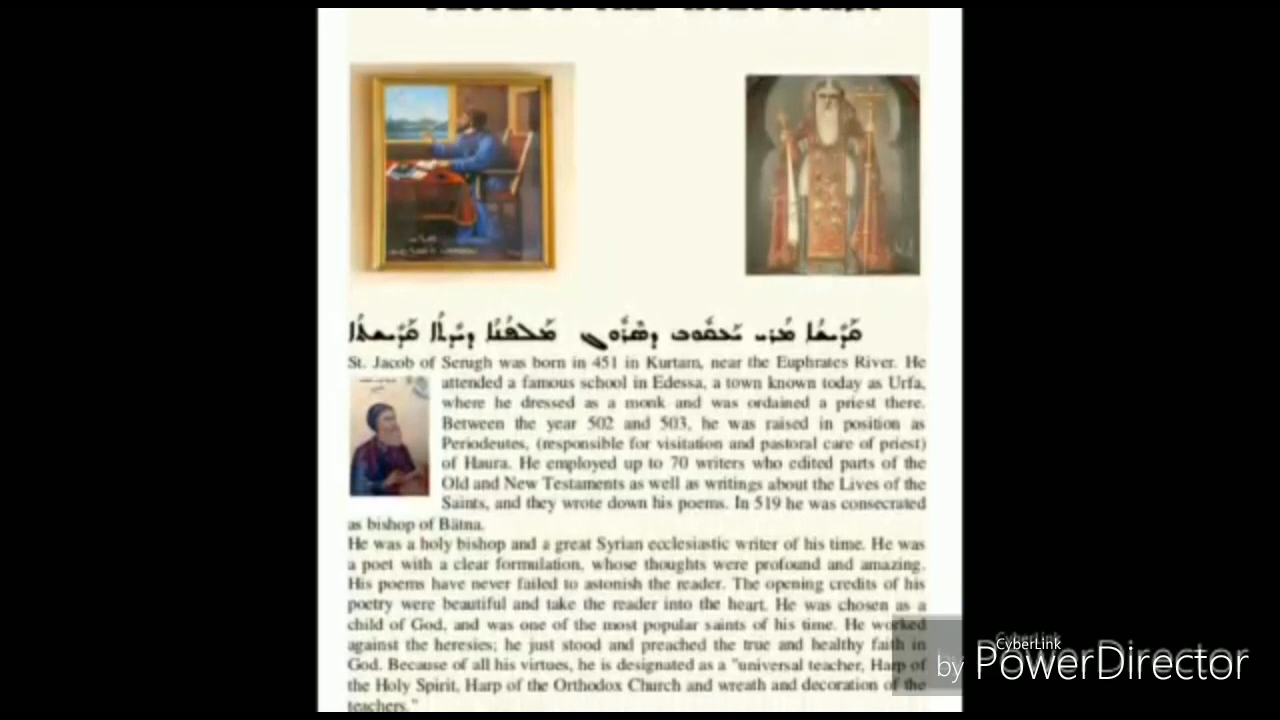 ܩܕܝܫܐ ܡܪܝ ܝܥܩܘܒ ܕܣܪܘܓ ܡܠܦܢܐ ܕܥܕܬܐ ܩܕܝܫܬܐ
St. Jacob of Serugh was born in 451 in Kurtam, near the Euphrates River. He
attended a famous school in Edessa, a town known today as Urfa,
where he dressed as a monk and was ordained a priest there.
Between the year 502 and 503, he was raised in position as
Periodeutes, (responsible for visitation and pastoral care of priest)
of Haura. He employed up to 70 writers who edited parts of the
Old and New Testaments as well as writings about the Lives of the
Saints, and they wrote down his poems. In 519 he was consecrated
as bishop of Bätna.
He was a holy bishop and a great Syrian ecclesiastic writer of his time. He was
a poet with a clear formulation, whose thoughts were profound and amazing.
His poems have never failed to astonish the reader. The opening credits of his
poetry were beautiful and take the reader into the heart. He was chosen as a
child of God, and was one of the most popular saints of his time. He worked
against the heresies; he just stood and preached the true and healthy faith in
God. Because of all his virtues, he is designated as a "universal teacher, Harp of
the Holy Spirit, Harp of the Orthodox Church and wreath and decoration of the
teachers."
CyberLink
by PowerDirector